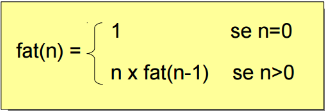 1 se n=0
fat(n) =
n x fat(n-1) se n>0